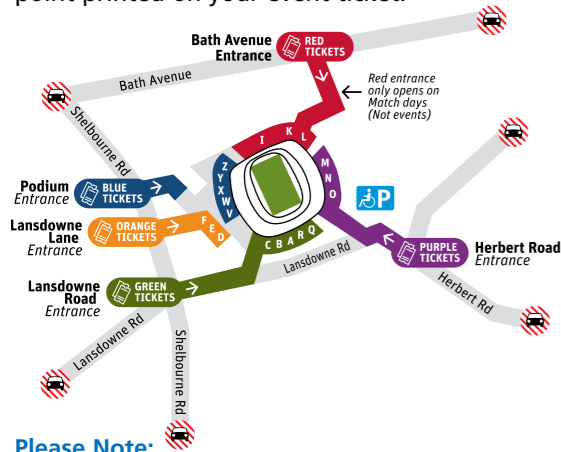 point printed on your event ticket.
Bath Avenue
Entrance
RED
TICKETS
Bath Avenue
Red entrance
only opens on
Match days
(Not events)
Shelbourne Rd
I K L
Z
Y
X
W
V
M
N
O
P
Podium
Entrance
BLUE
TICKETS
Lansdowne
Lane
Entrance
ORANGE
TICKETS
F
E
D
C B A R Q
Lansdowne Rd
PURPLE
TICKETS
Herbert Road
Entrance
Herbert Rd
Lansdowne
Road
Entrance
GREEN
TICKETS
Lansdowne Rd
Shelbourne Rd
Please Note: